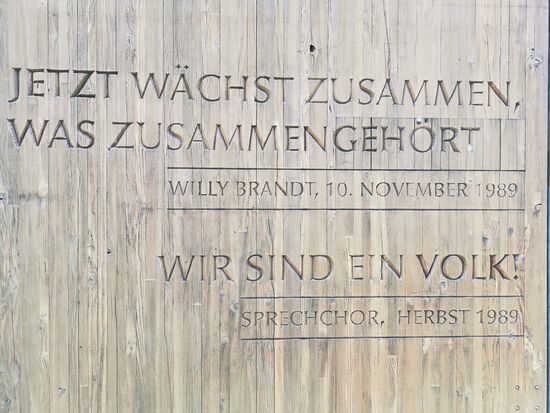 JETZT WÄCHST ZUSAMMEN,
WAS ZUSAMMENGEHÖRT
WILLY BRANDT, 10. NOVEMBER 1989
WIR SIND EIN VOLK!
SPRECHCHOR, HERBST 1989